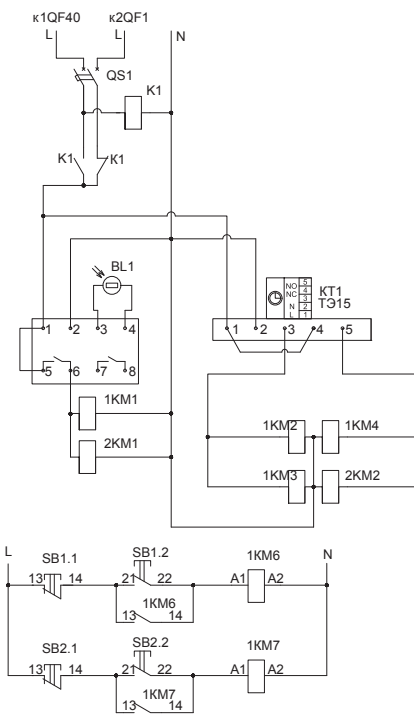 к1QF40 к2QF1
L L N
QS1
K1
K1 K1
BL1
1 2 3 4
5 6 7 8
NO
NC
N
L
5
4
3
2
1
KT1
ТЭ15
1 2 3 4 5
1KM1
2KM1
1KM2 1KM4
1KM3 2KM2
L N
SB1.1 SB1.2 1KM6
13 14 21 22 A1 A2
1KM6
13 14
SB2.1 SB2.2 1KM7
13 14 21 22 A1 A2
1KM7
13 14